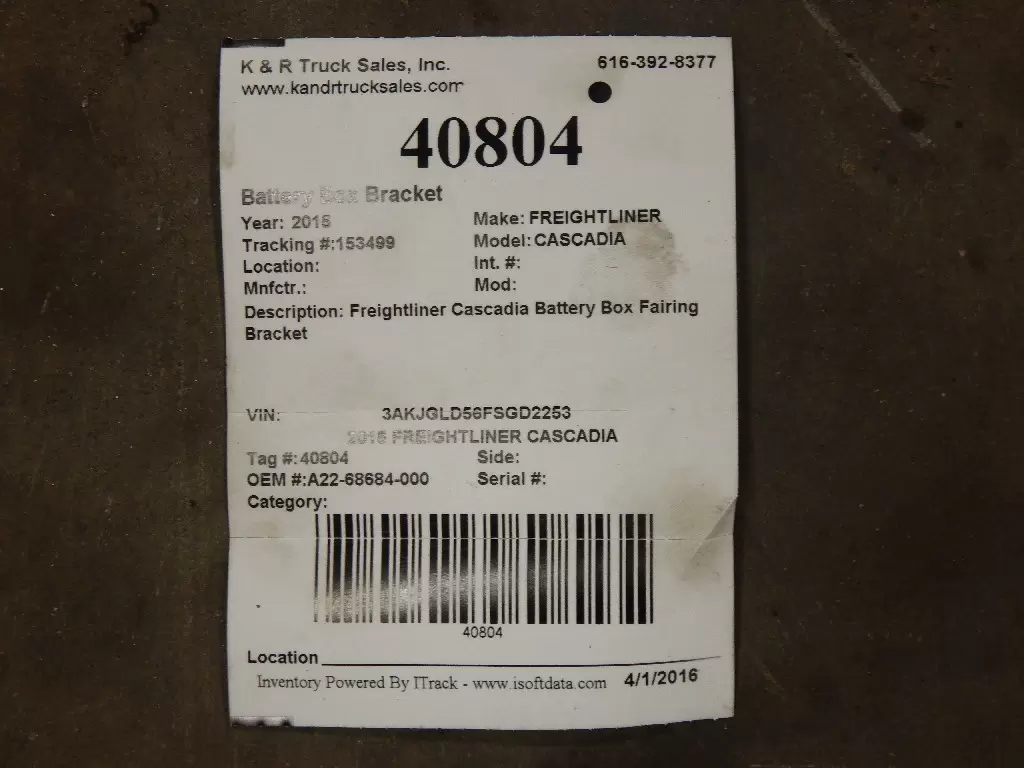 K & R Truck Sales, Inc. 616-392-8377
www.kandrtrucksales.com
40804
Battery Box Bracket
Year: 2015 Make: FREIGHTLINER
Tracking #:153499 Model: CASCADIA
Location: Int. #:
Mnfctr.: Mod:
Description: Freightliner Cascadia Battery Box Fairing
Bracket
VIN: 3AKJGLD56FSGD2253
2015 FREIGHTLINER CASCADIA
Tag #:40804 Side:
OEM #:A22-68684-000 Serial #:
Category:
40804
Location
Inventory Powered By ITrack - www.isoftdata.com 4/1/2016